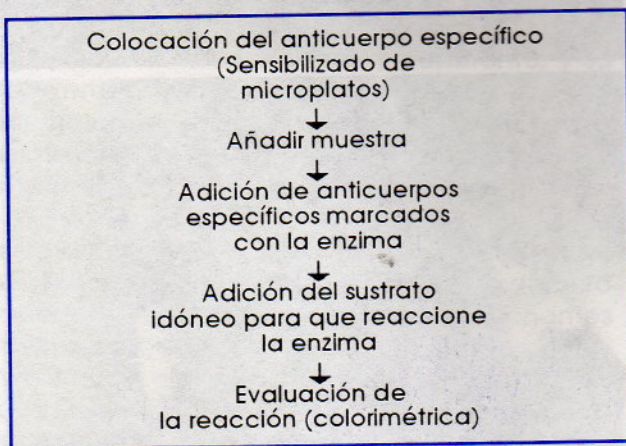 Colocación del anticuerpo específico
(Sensibilizado de
microplatos)
Añadir muestra
Adición de anticuerpos
específicos marcados
con la enzima
Adición del sustrato
idóneo para que reaccione
la enzima
Evaluación de
la reacción (colorimétrica)